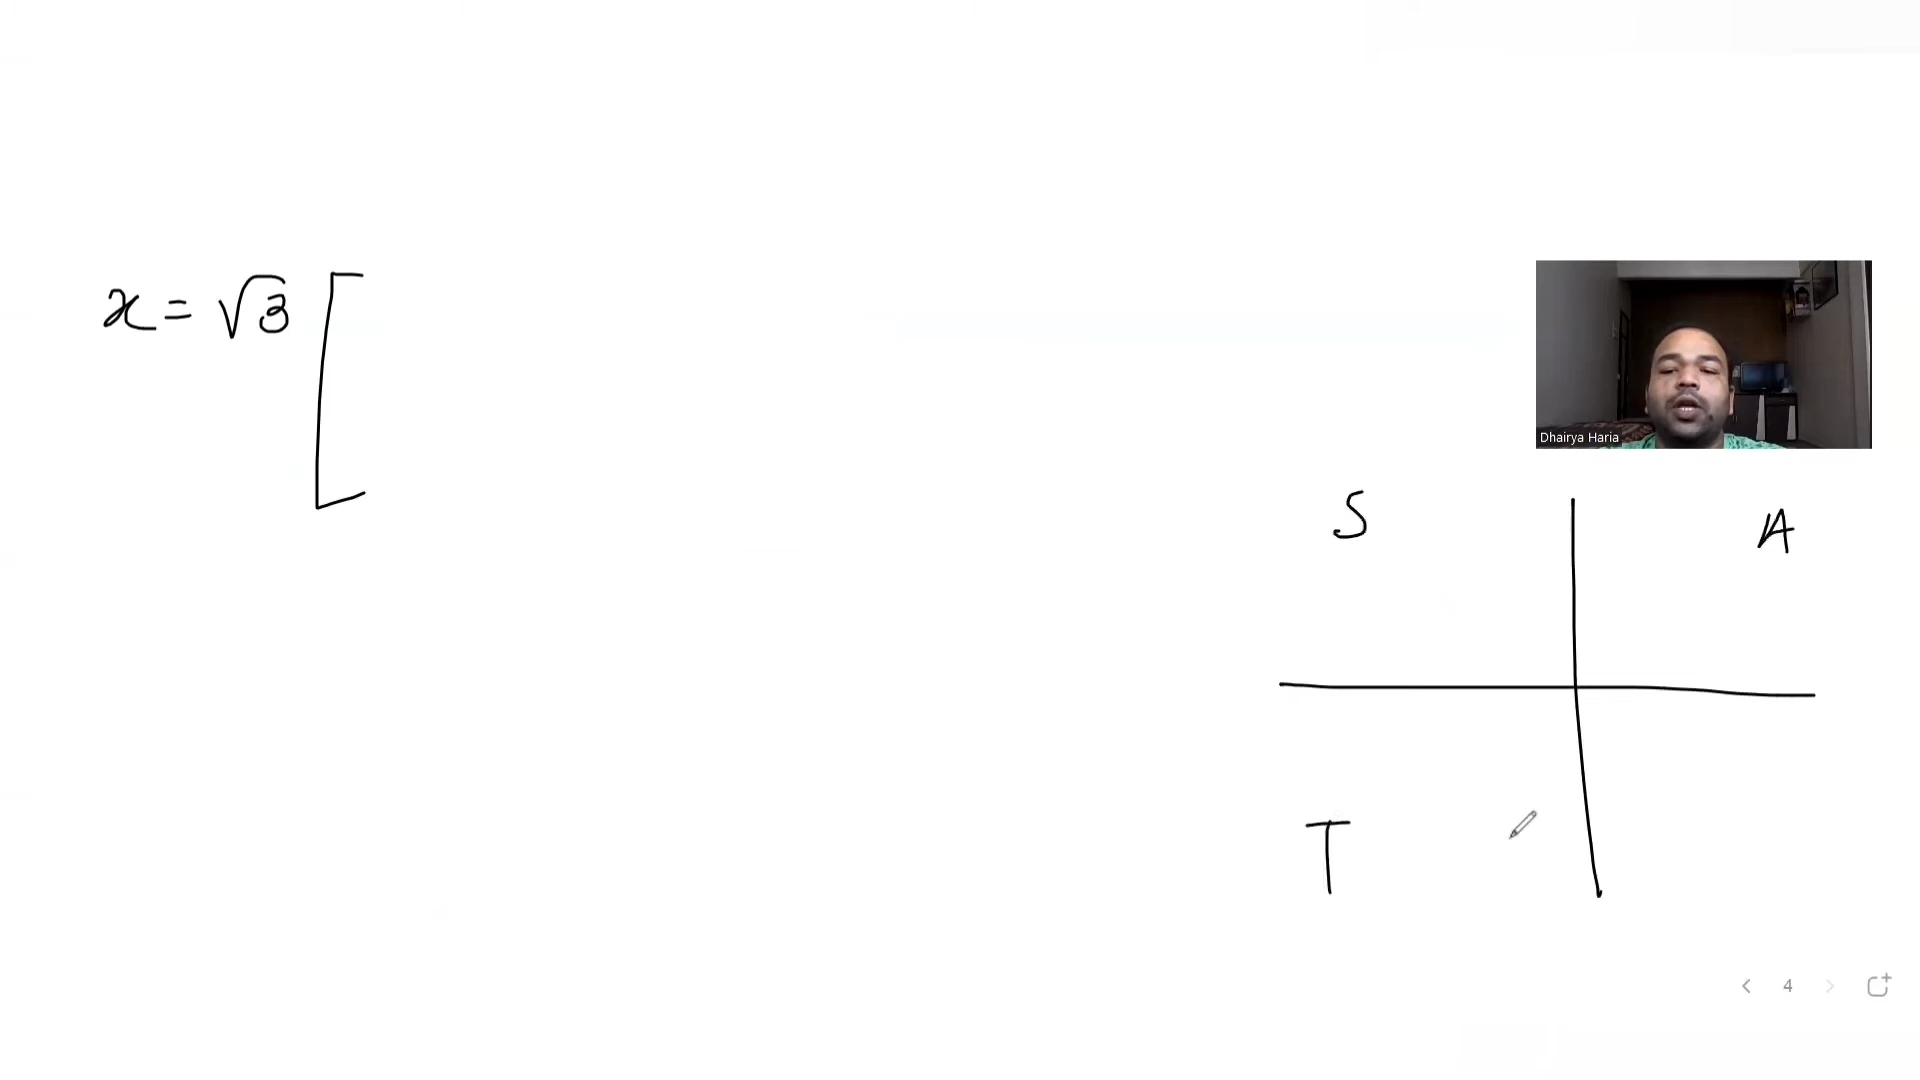 x = √3 [
Dhairya Haria
S A
T
4